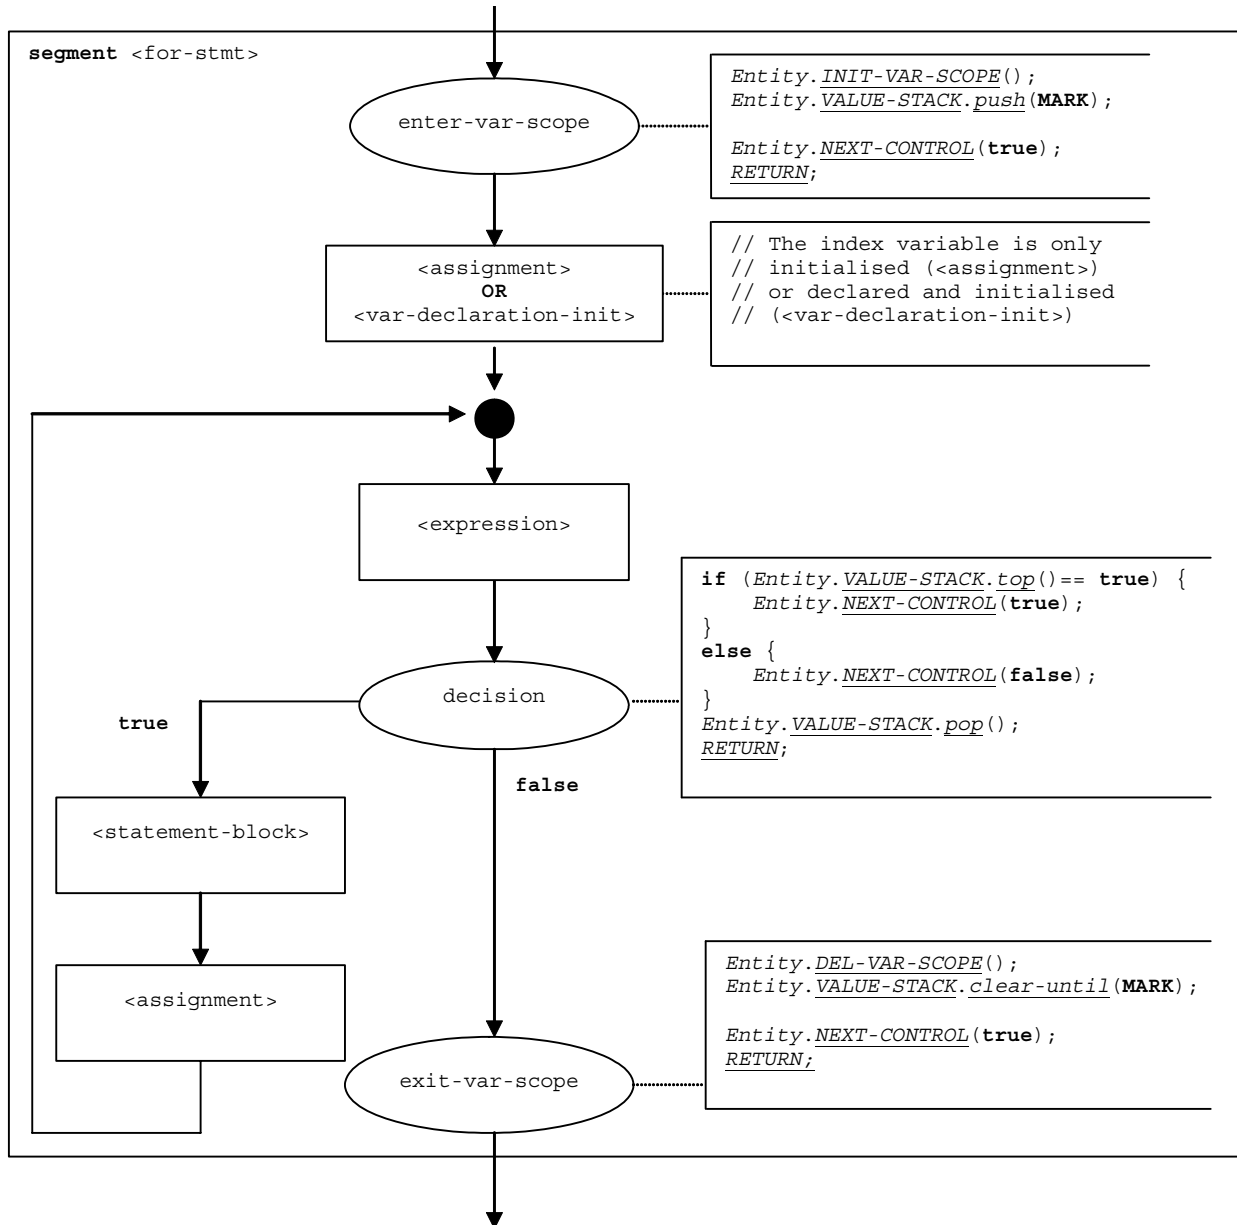 segment <for-stmt>
enter-var-scope
Entity.INIT-VAR-SCOPE();
Entity.VALUE-STACK.push(MARK);
Entity.NEXT-CONTROL(true);
RETURN;
<assignment>
OR
<var-declaration-init>
// The index variable is only
// initialised (<assignment>)
// or declared and initialised
// (<var-declaration-init>)
<expression>
decision
if (Entity.VALUE-STACK.top()== true) {
Entity.NEXT-CONTROL(true);
}
else {
Entity.NEXT-CONTROL(false);
}
Entity.VALUE-STACK.pop();
RETURN;
true
false
<statement-block>
<assignment>
exit-var-scope
Entity.DEL-VAR-SCOPE();
Entity.VALUE-STACK.clear-until(MARK);
Entity.NEXT-CONTROL(true);
RETURN;